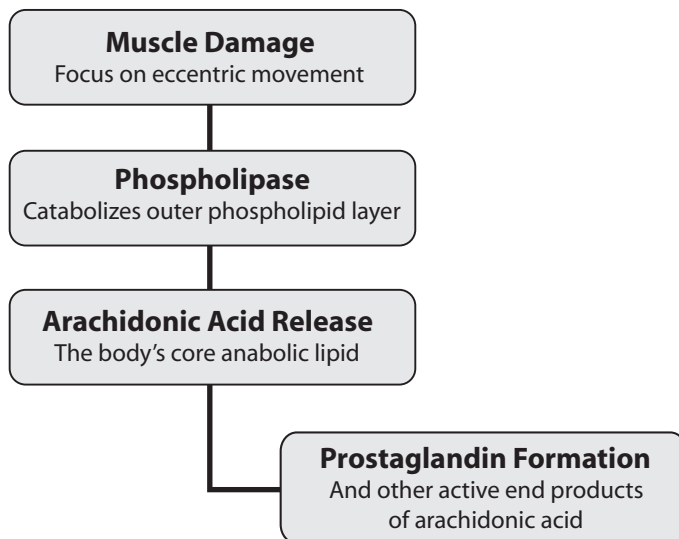 Muscle Damage
Focus on eccentric movement
Phospholipase
Catabolizes outer phospholipid layer
Arachidonic Acid Release
The body’s core anabolic lipid
Prostaglandin Formation
And other active end products
of arachidonic acid